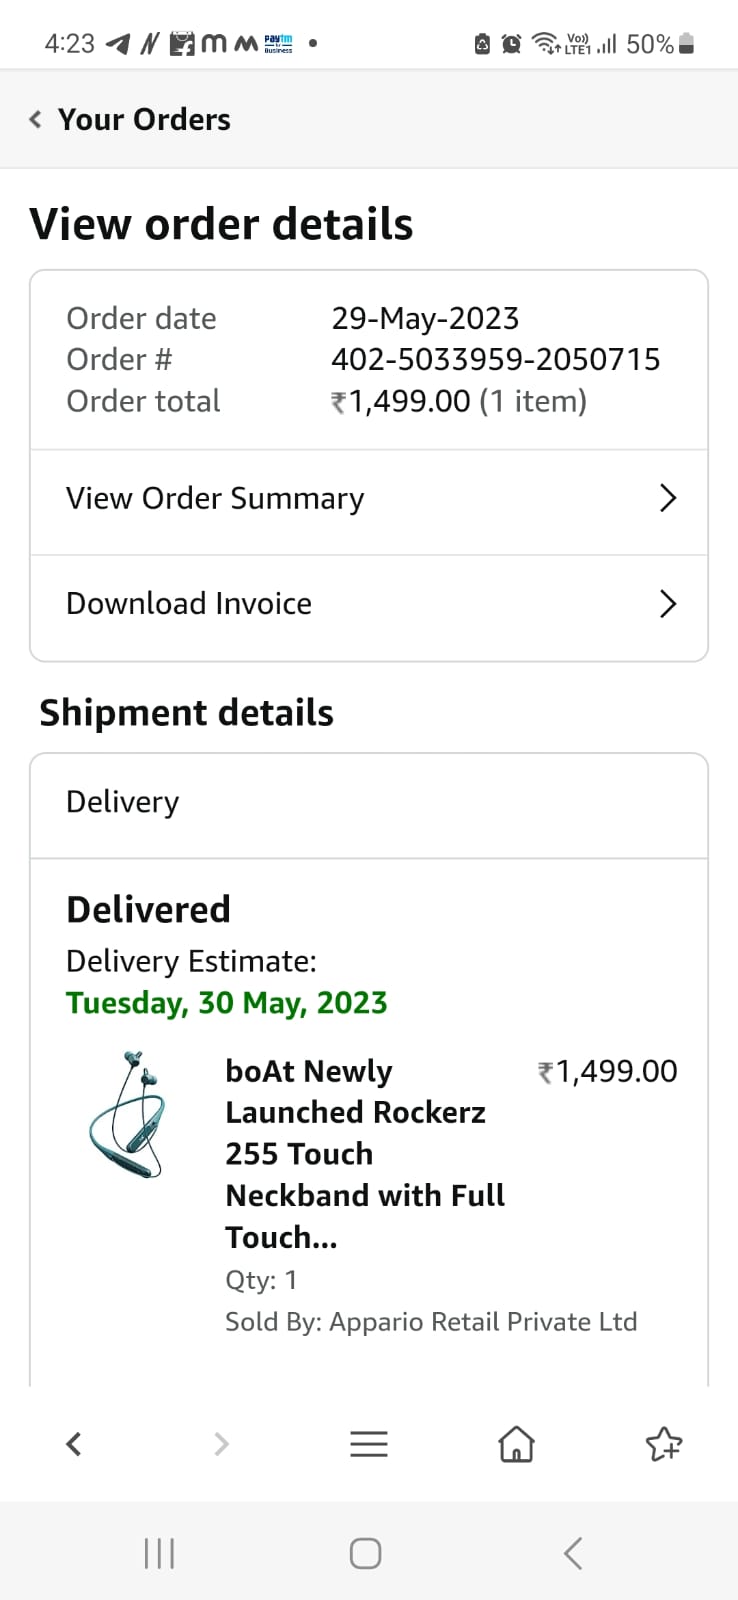 4:23
Paytm
Business
Vo))
LTE1
50%
Your Orders
View order details
Order date 29-May-2023
Order # 402-5033959-2050715
Order total ₹1,499.00 (1 item)
View Order Summary
Download Invoice
Shipment details
Delivery
Delivered
Delivery Estimate:
Tuesday, 30 May, 2023
boAt Newly ₹1,499.00
Launched Rockerz
255 Touch
Neckband with Full
Touch...
Qty: 1
Sold By: Appario Retail Private Ltd